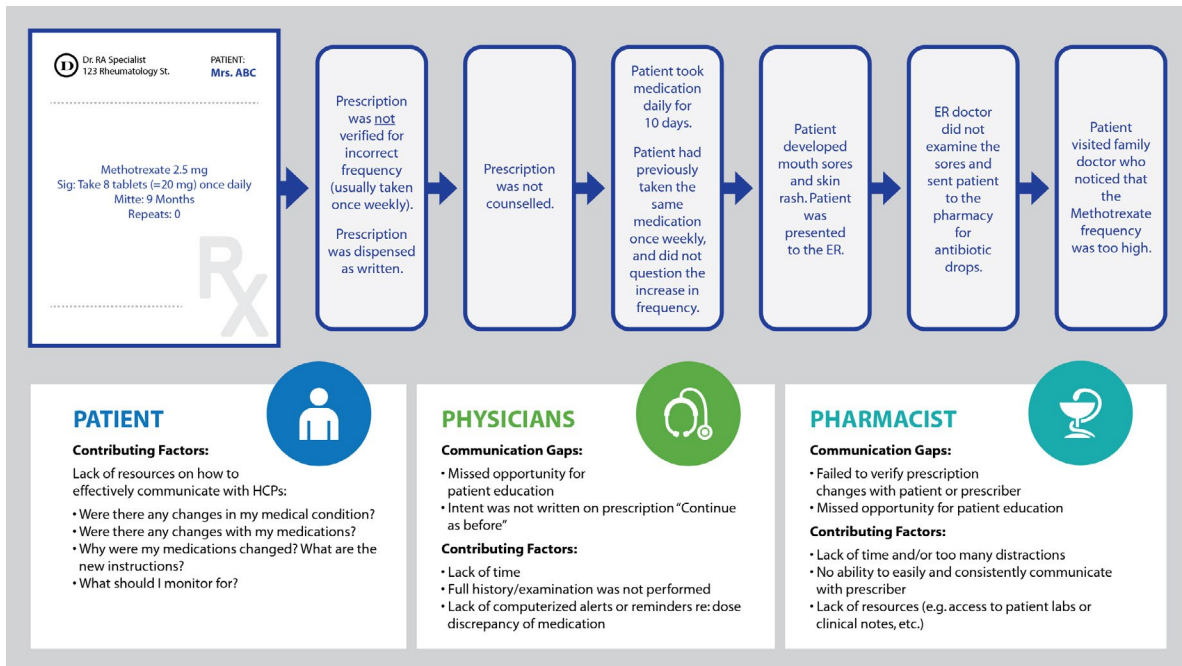 D
Dr. RA Specialist
123 Rheumatology St.
PATIENT:
Mrs. ABC
Methotrexate 2.5 mg
Sig: Take 8 tablets (=20 mg) once daily
Mitte: 9 Months
Repeats: 0
Rx
Prescription
was not
verified for
incorrect
frequency
(usually taken
once weekly).
Prescription
was dispensed
as written.
Prescription
was not
counselled.
Patient took
medication
daily for
10 days.
Patient had
previously
taken the
same
medication
once weekly,
and did not
question the
increase in
frequency.
Patient
developed
mouth sores
and skin
rash. Patient
was
presented
to the ER.
ER doctor
did not
examine the
sores and
sent patient
to the
pharmacy
for
antibiotic
drops.
Patient
visited family
doctor who
noticed that
the
Methotrexate
frequency
was too high.
PATIENT
Contributing Factors:
Lack of resources on how to
effectively communicate with HCPs:
• Were there any changes in my medical condition?
• Were there any changes with my medications?
• Why were my medications changed? What are the
new instructions?
• What should I monitor for?
PHYSICIANS
Communication Gaps:
• Missed opportunity for
patient education
• Intent was not written on prescription “Continue
as before”
Contributing Factors:
• Lack of time
• Full history/examination was not performed
• Lack of computerized alerts or reminders re: dose
discrepancy of medication
PHARMACIST
Communication Gaps:
• Failed to verify prescription
changes with patient or prescriber
• Missed opportunity for patient education
Contributing Factors:
• Lack of time and/or too many distractions
• No ability to easily and consistently communicate
with prescriber
• Lack of resources (e.g. access to patient labs or
clinical notes, etc.)